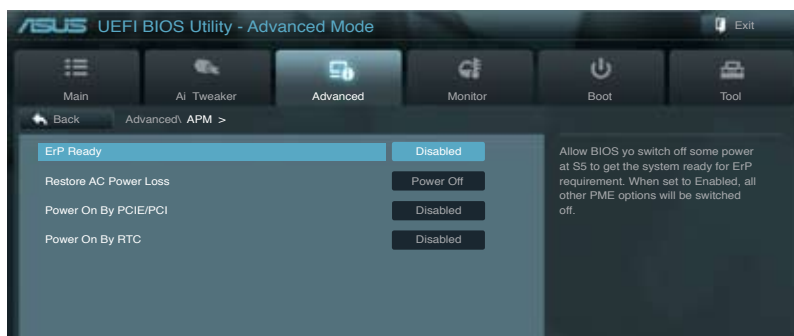 ASUS UEFI BIOS Utility - Advanced Mode
Exit
Main
Ai Tweaker
Advanced
Monitor
Boot
Tool
Back
Advanced\ APM >
ErP Ready Disabled
Restore AC Power Loss Power Off
Power On By PCIE/PCI Disabled
Power On By RTC Disabled
Allow BIOS yo switch off some power
at S5 to get the system ready for ErP
requirement. When set to Enabled, all
other PME options will be switched
off.